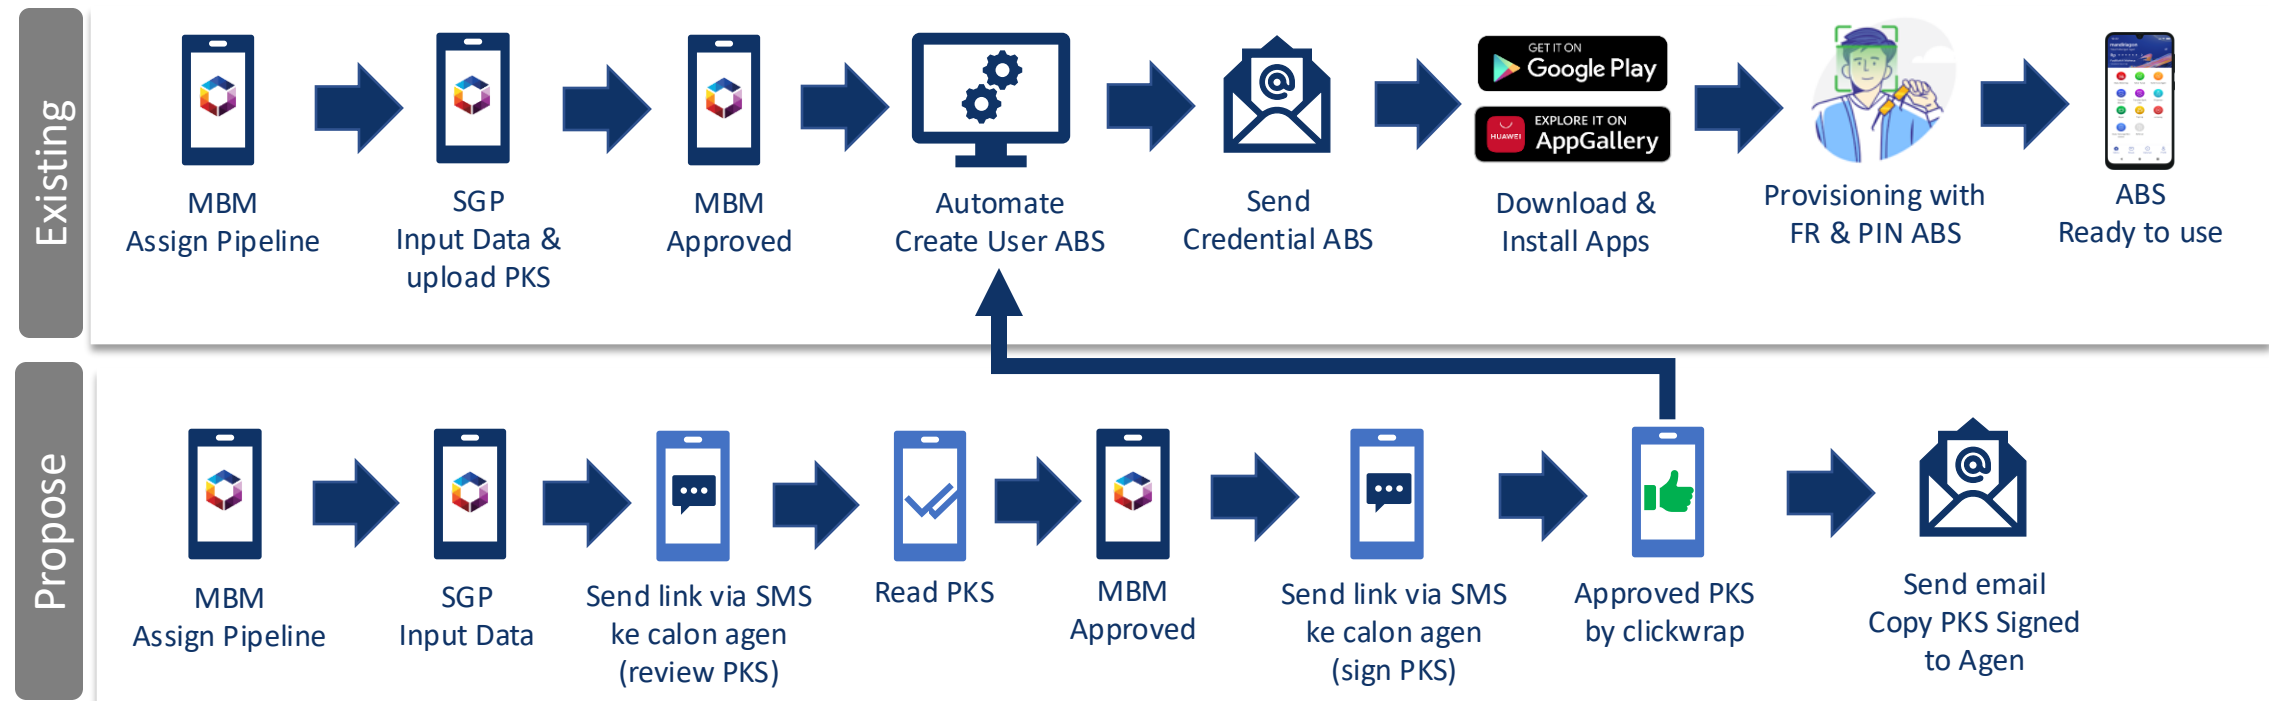 Existing
MBM
Assign Pipeline
SGP
Input Data &
upload PKS
MBM
Approved
Automate
Create User ABS
Send
Credential ABS
GET IT ON
Google Play
HUAWEI
EXPLORE IT ON
AppGallery
Download &
Install Apps
Provisioning with
FR & PIN ABS
ABS
Ready to use
Propose
MBM
Assign Pipeline
SGP
Input Data
Send link via SMS
ke calon agen
(review PKS)
Read PKS
MBM
Approved
Send link via SMS
ke calon agen
(sign PKS)
Approved PKS
by clickwrap
Send email
Copy PKS Signed
to Agen